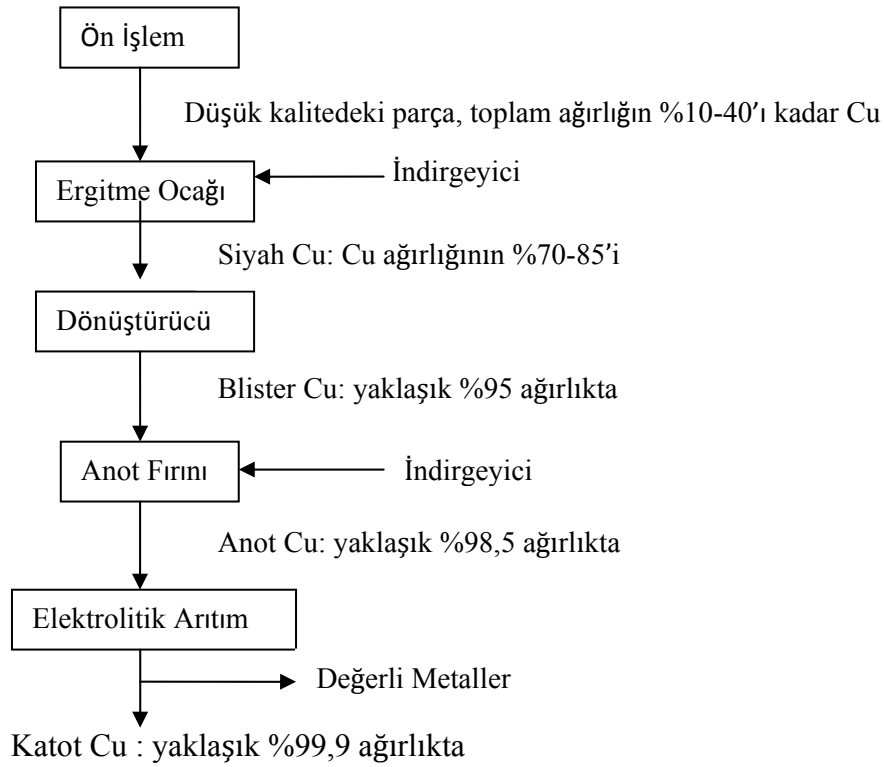 Ön İşlem
Düşük kalitedeki parça, toplam ağırlığın %10-40’ı kadar Cu
Ergitme Ocağı
İndirgeyici
Siyah Cu: Cu ağırlığının %70-85’i
Dönüştürücü
Blister Cu: yaklaşık %95 ağırlıkta
Anot Fırını
İndirgeyici
Anot Cu: yaklaşık %98,5 ağırlıkta
Elektrolitik Arıtım
Değerli Metaller
Katot Cu : yaklaşık %99,9 ağırlıkta